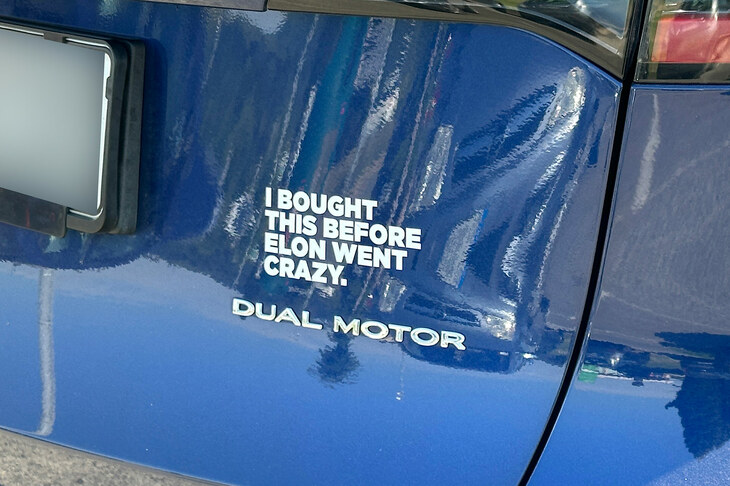 I BOUGHT
THIS BEFORE
ELON WENT
CRAZY.
DUAL MOTOR